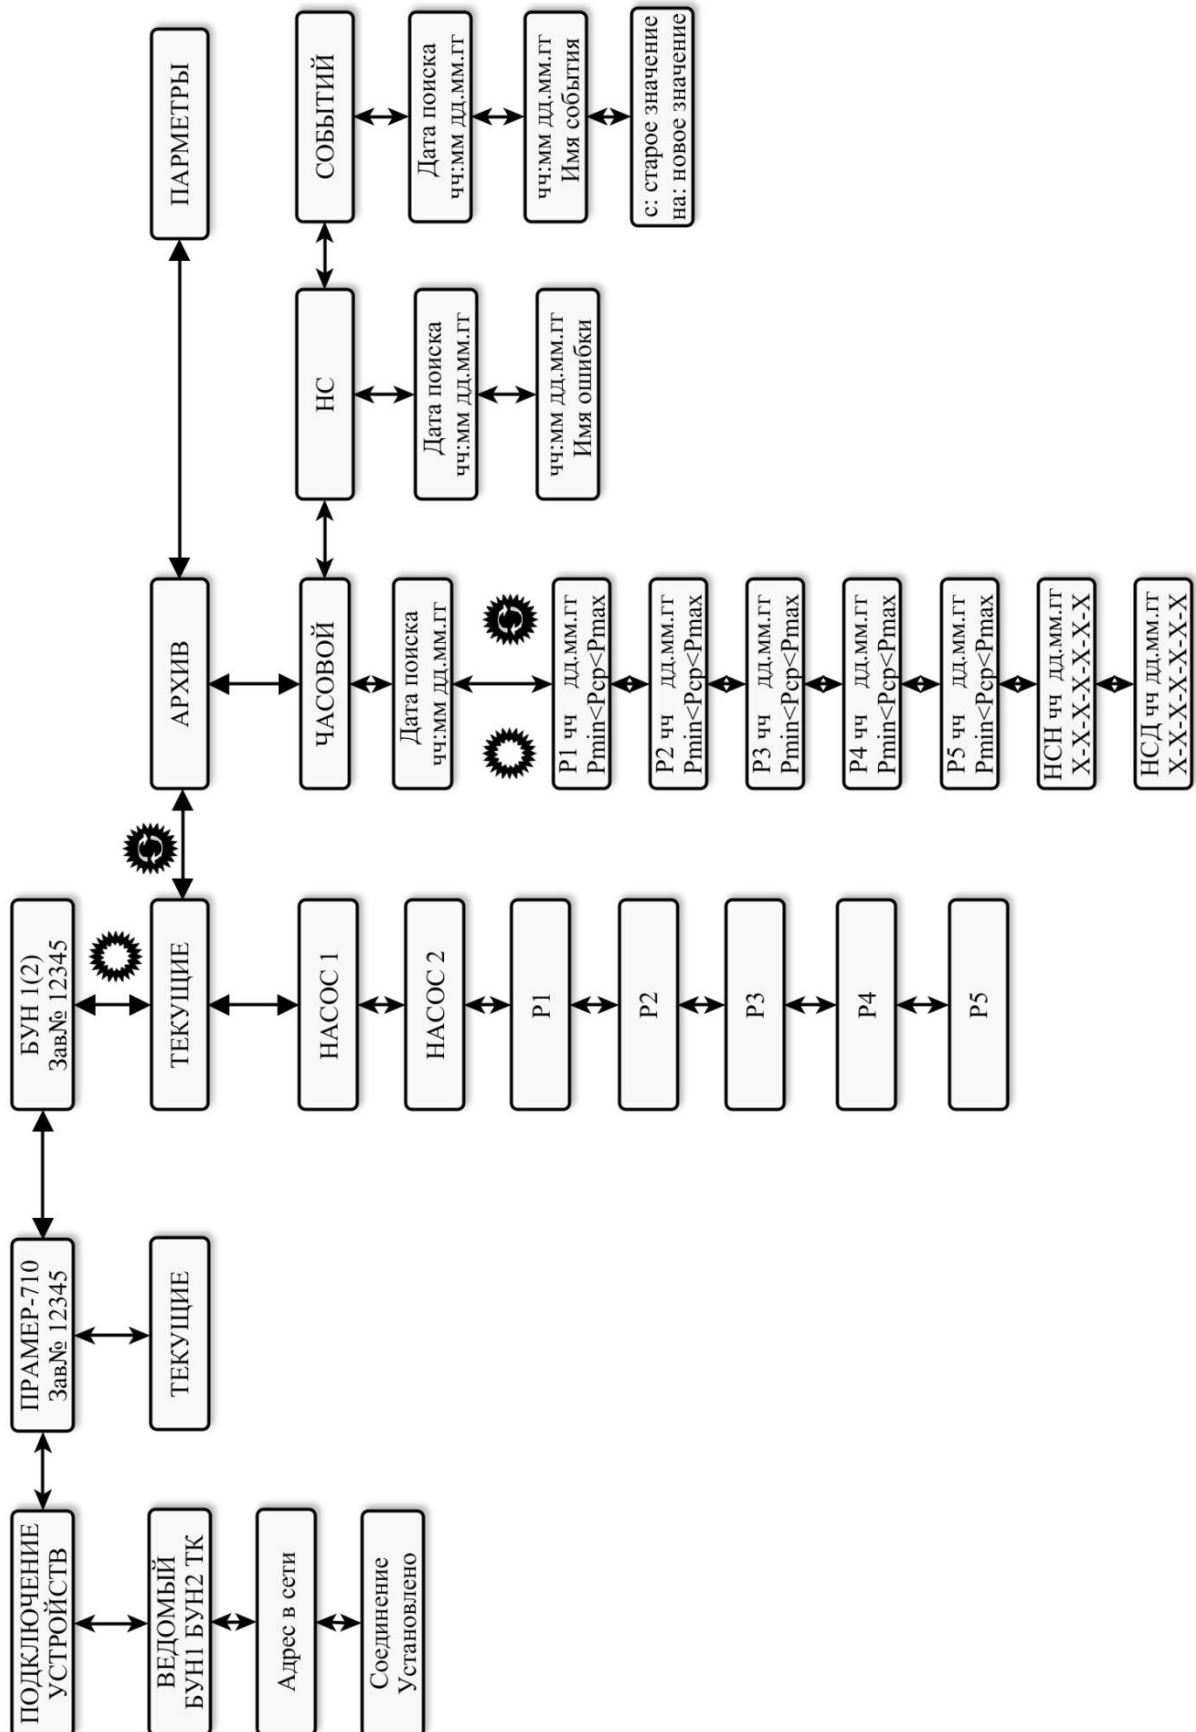 ПОДКЛЮЧЕНИЕ
УСТРОЙСТВ
ВЕДОМЫЙ
БУН1 БУН2 ТК
Адрес в сети
Соединение
Установлено
ПРАМЕР-710
Зав№ 12345
ТЕКУЩИЕ
БУН 1(2)
Зав№ 12345
ТЕКУЩИЕ
НАСОС 1
НАСОС 2
P1
P2
P3
P4
P5
АРХИВ
ЧАСОВОЙ
Дата поиска
чч:мм дд.мм.гг
P1 чч дд.мм.гг
Pmin<Pcp<Pmax
P2 чч дд.мм.гг
Pmin<Pcp<Pmax
P3 чч дд.мм.гг
Pmin<Pcp<Pmax
P4 чч дд.мм.гг
Pmin<Pcp<Pmax
P5 чч дд.мм.гг
Pmin<Pcp<Pmax
НСН чч дд.мм.гг
X-X-X-X-X-X-X-X
НСД чч дд.мм.гг
X-X-X-X-X-X-X-X
НС
Дата поиска
чч:мм дд.мм.гг
чч:мм дд.мм.гг
Имя ошибки
ПАРМЕТРЫ
СОБЫТИЙ
Дата поиска
чч:мм дд.мм.гг
чч:мм дд.мм.гг
Имя события
с: старое значение
на: новое значение